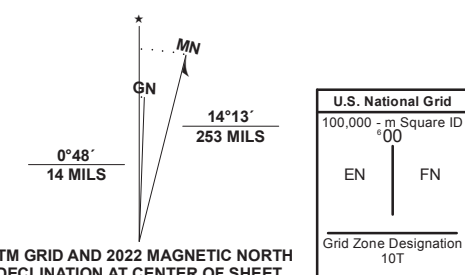 ★
MN
GN
14°13´
253 MILS
0°48´
14 MILS
TM GRID AND 2022 MAGNETIC NORTH
DECLINATION AT CENTER OF SHEET
U.S. National Grid
100,000 - m Square ID
⁶00
EN
FN
Grid Zone Designation
10T